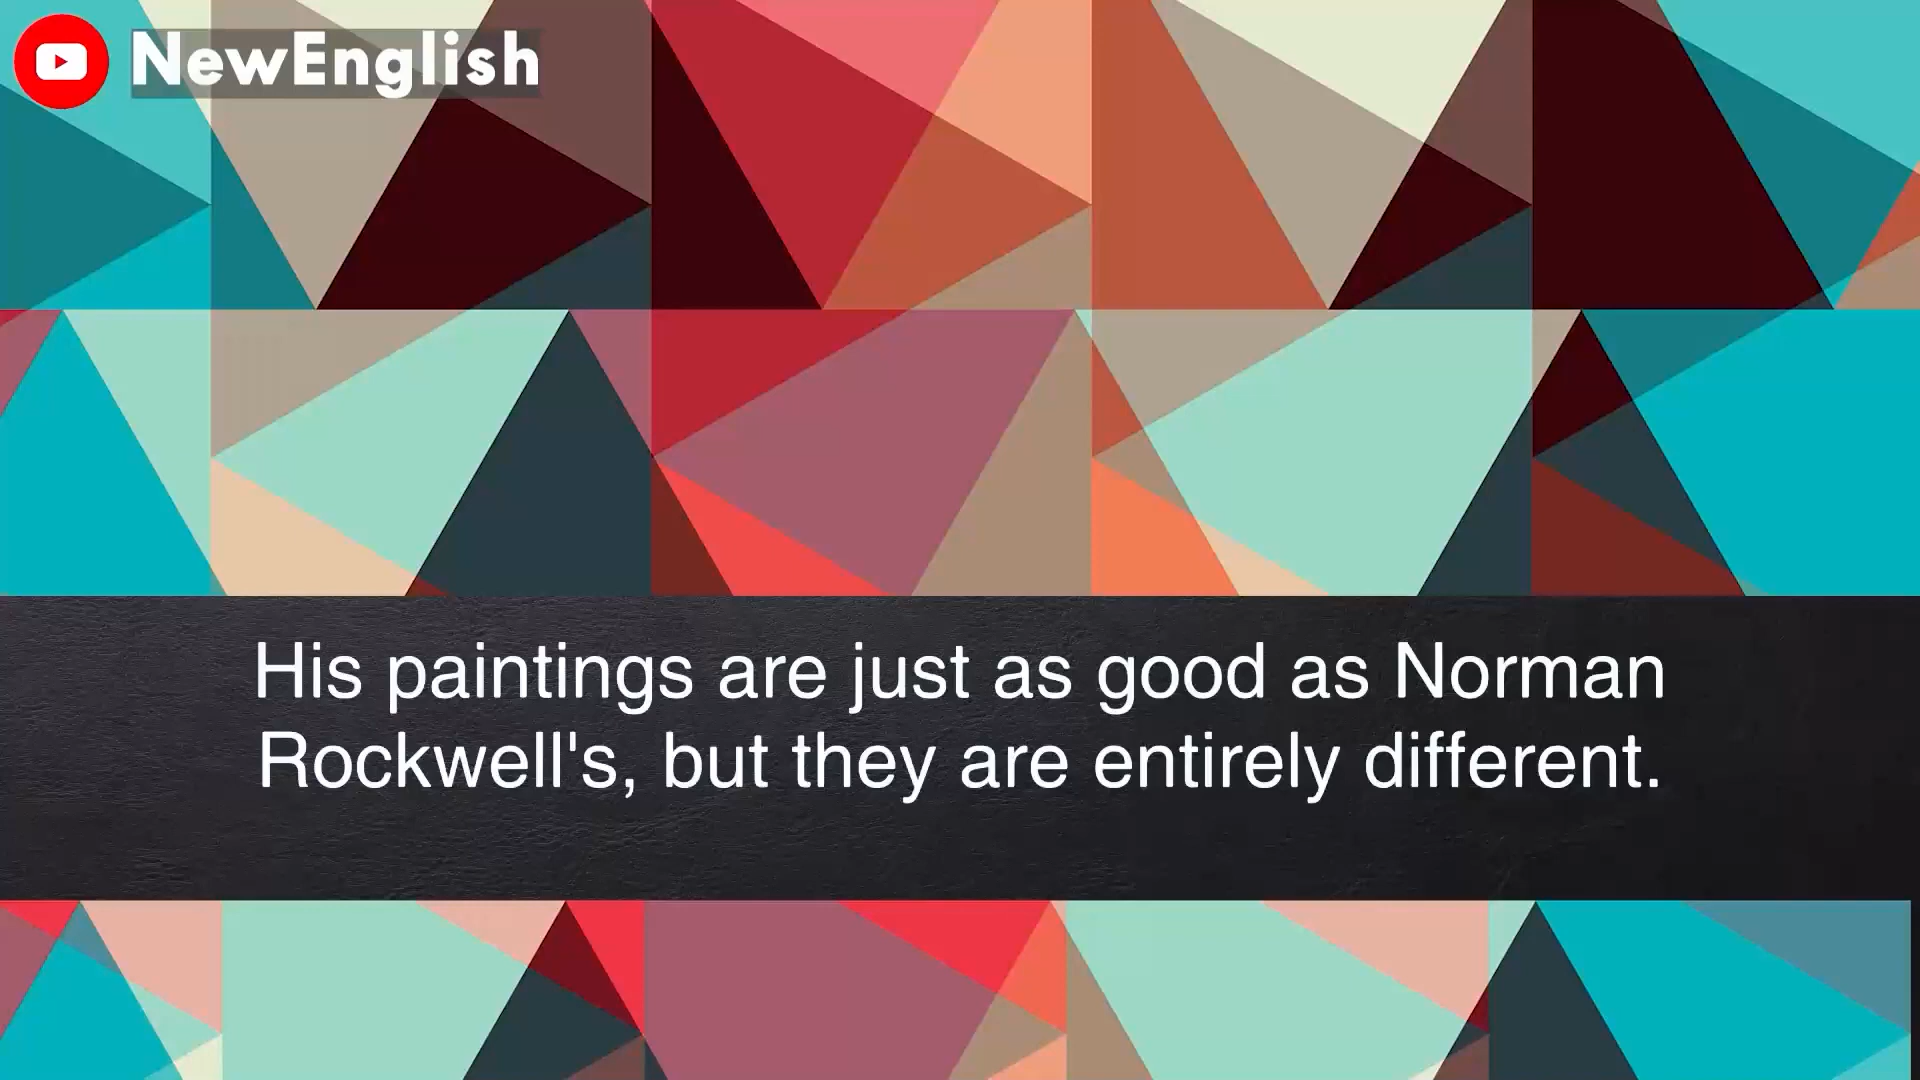 NewEnglish
His paintings are just as good as Norman
Rockwell's, but they are entirely different.